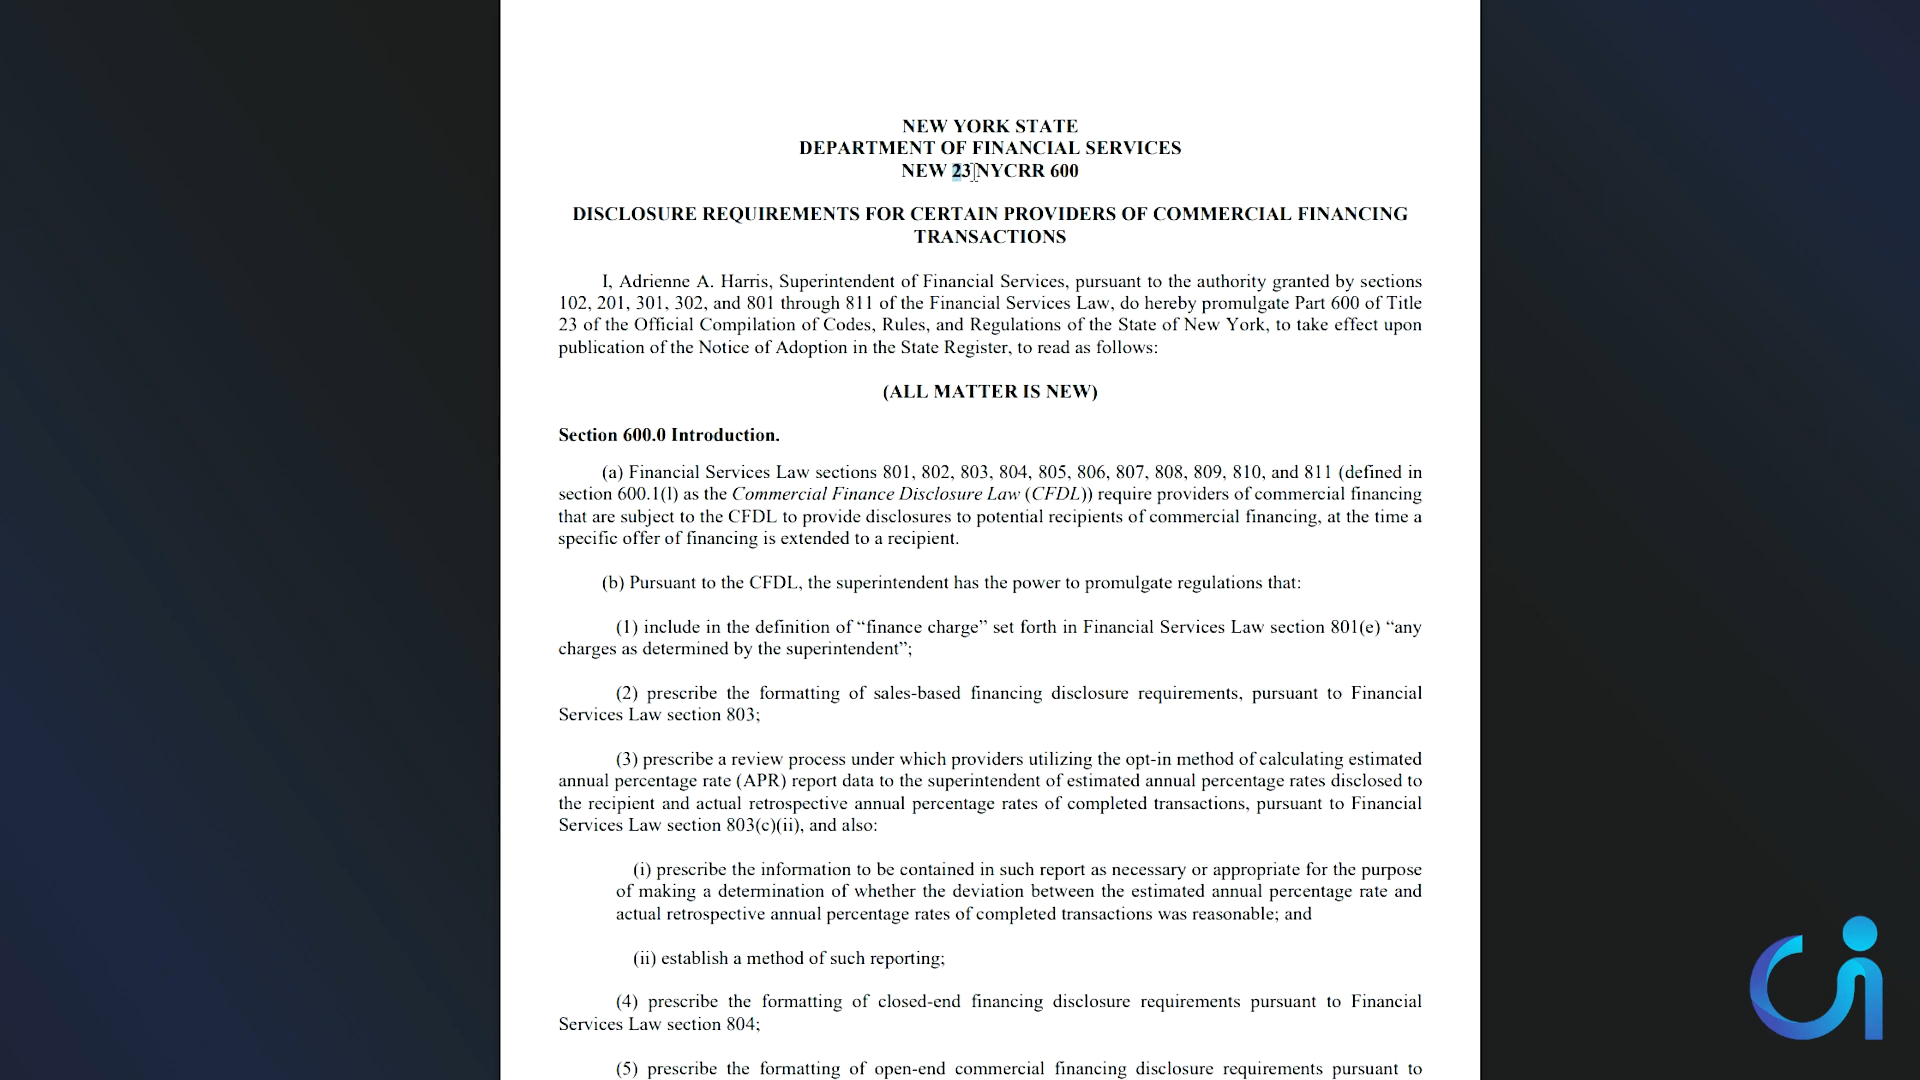 NEW YORK STATE
DEPARTMENT OF FINANCIAL SERVICES
NEW 23 NYCRR 600
DISCLOSURE REQUIREMENTS FOR CERTAIN PROVIDERS OF COMMERCIAL FINANCING
TRANSACTIONS
I, Adrienne A. Harris, Superintendent of Financial Services, pursuant to the authority granted by sections
102, 201, 301, 302, and 801 through 811 of the Financial Services Law, do hereby promulgate Part 600 of Title
23 of the Official Compilation of Codes, Rules, and Regulations of the State of New York, to take effect upon
publication of the Notice of Adoption in the State Register, to read as follows:
(ALL MATTER IS NEW)
Section 600.0 Introduction.
(a) Financial Services Law sections 801, 802, 803, 804, 805, 806, 807, 808, 809, 810, and 811 (defined in
section 600.1(l) as the Commercial Finance Disclosure Law (CFDL)) require providers of commercial financing
that are subject to the CFDL to provide disclosures to potential recipients of commercial financing, at the time a
specific offer of financing is extended to a recipient.
(b) Pursuant to the CFDL, the superintendent has the power to promulgate regulations that:
(1) include in the definition of “finance charge” set forth in Financial Services Law section 801(e) “any
charges as determined by the superintendent”;
(2) prescribe the formatting of sales-based financing disclosure requirements, pursuant to Financial
Services Law section 803;
(3) prescribe a review process under which providers utilizing the opt-in method of calculating estimated
annual percentage rate (APR) report data to the superintendent of estimated annual percentage rates disclosed to
the recipient and actual retrospective annual percentage rates of completed transactions, pursuant to Financial
Services Law section 803(c)(ii), and also:
(i) prescribe the information to be contained in such report as necessary or appropriate for the purpose
of making a determination of whether the deviation between the estimated annual percentage rate and
actual retrospective annual percentage rates of completed transactions was reasonable; and
(ii) establish a method of such reporting;
(4) prescribe the formatting of closed-end financing disclosure requirements pursuant to Financial
Services Law section 804;
(5) prescribe the formatting of open-end commercial financing disclosure requirements pursuant to